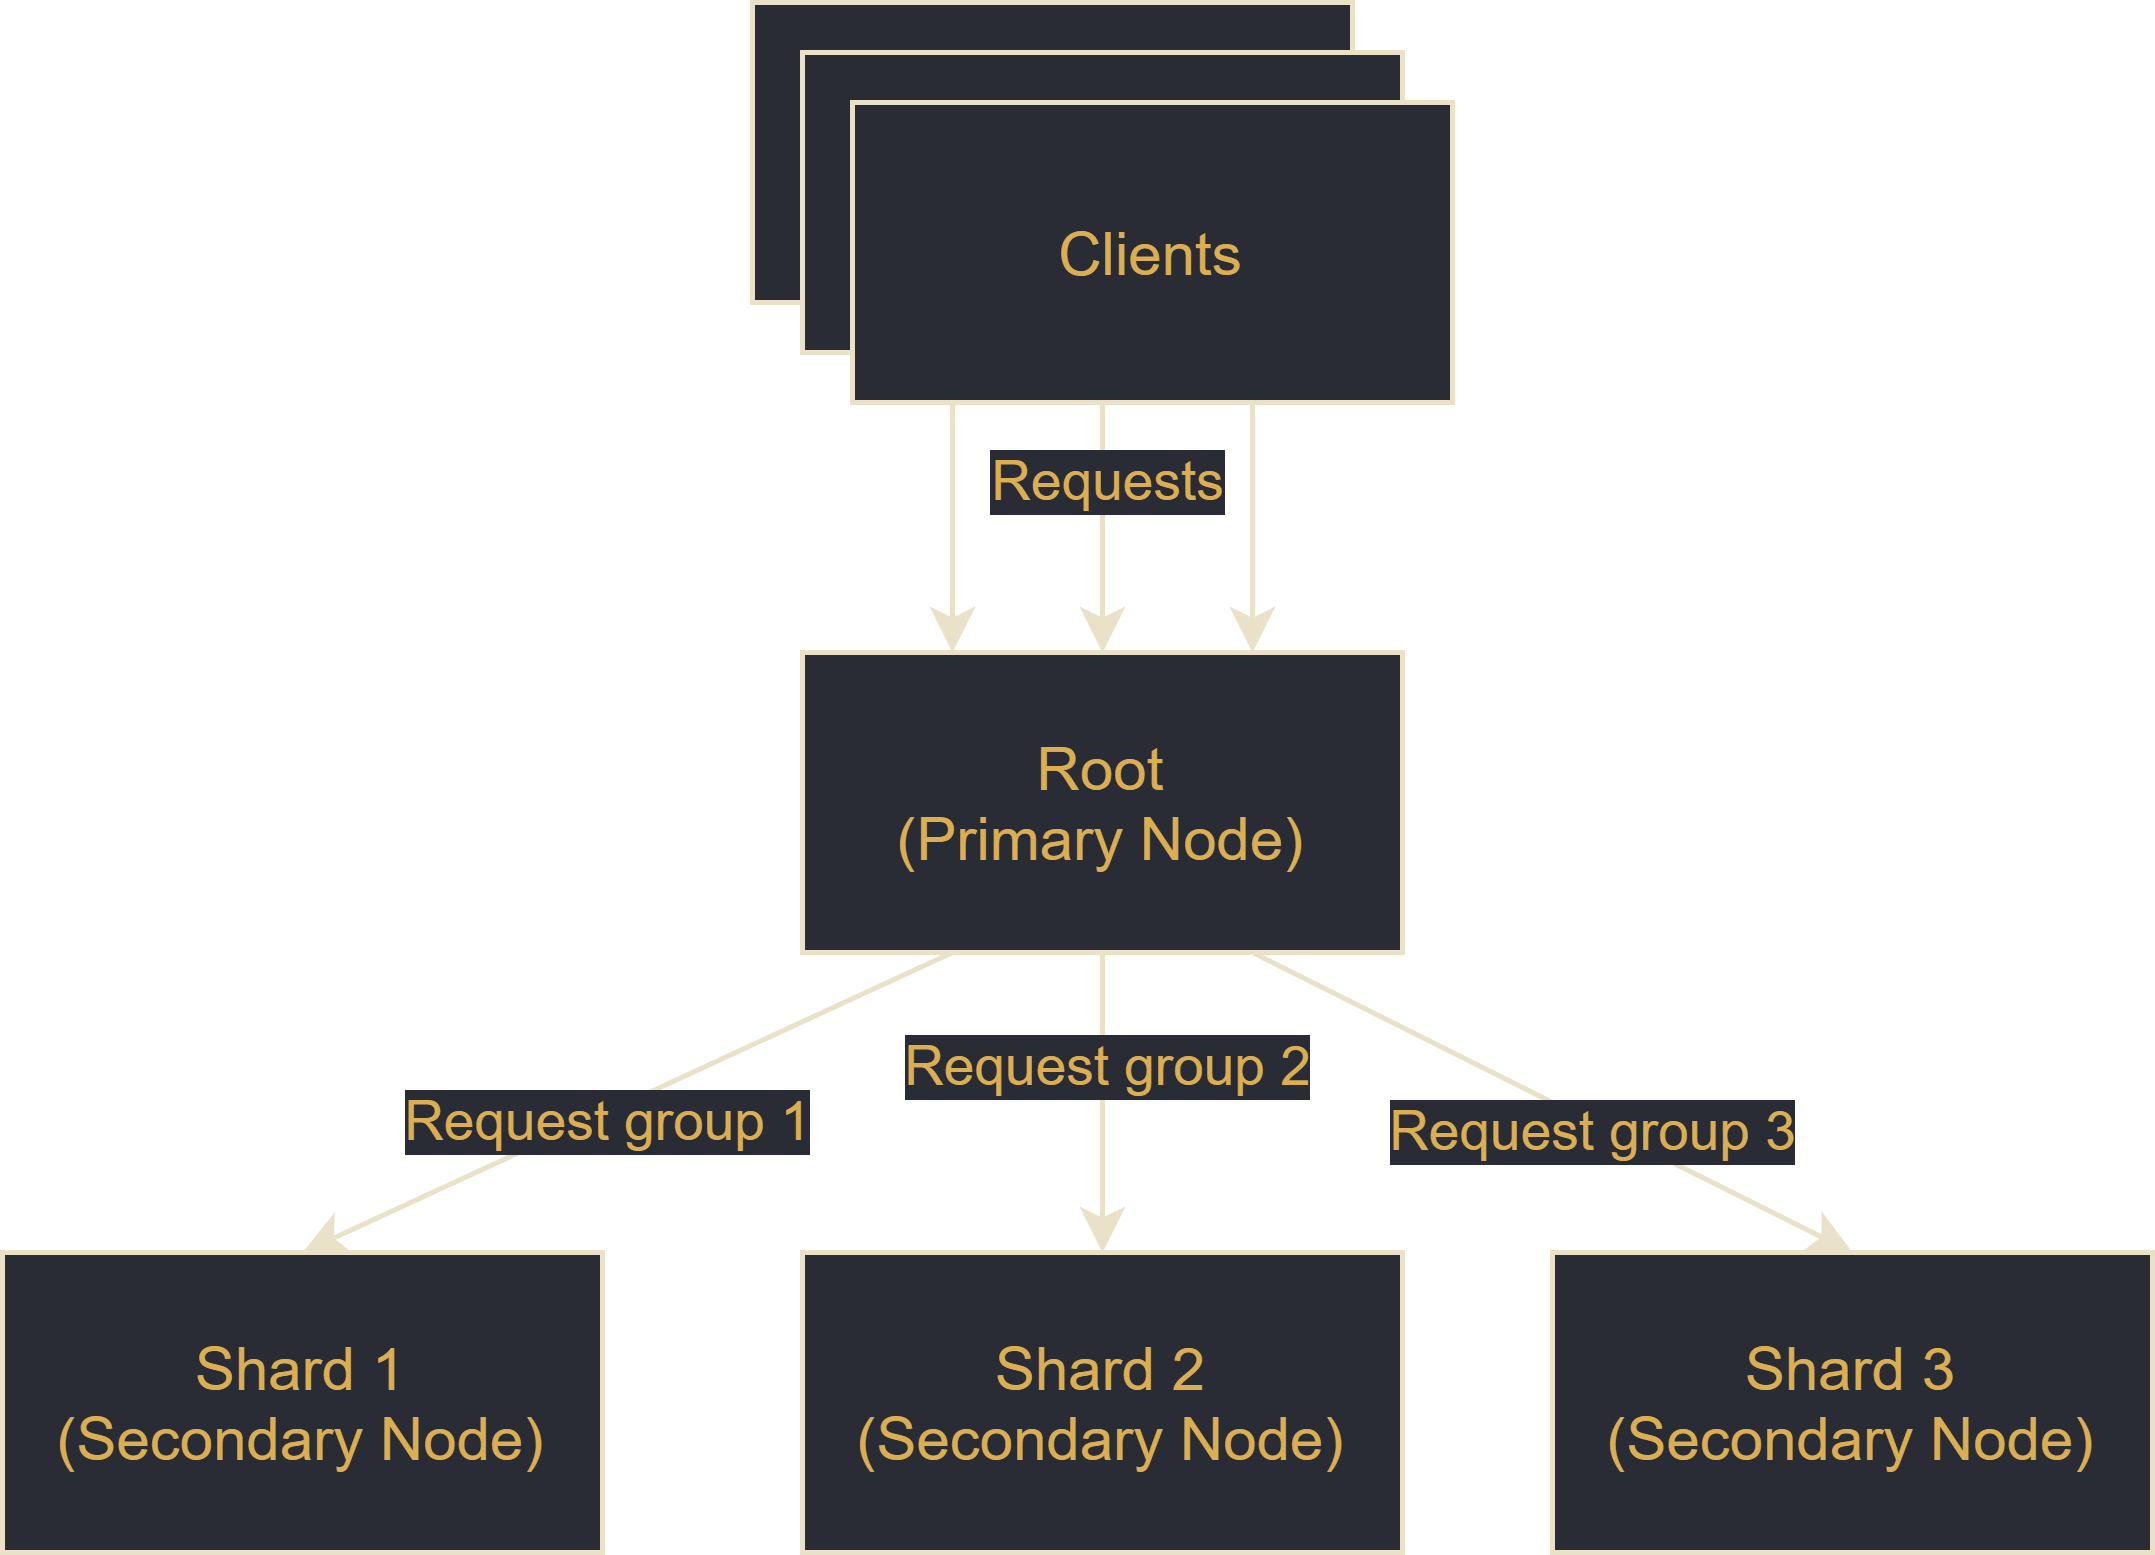 Clients
Requests
Root
(Primary Node)
Request group 1
Request group 2
Request group 3
Shard 1
(Secondary Node)
Shard 2
(Secondary Node)
Shard 3
(Secondary Node)